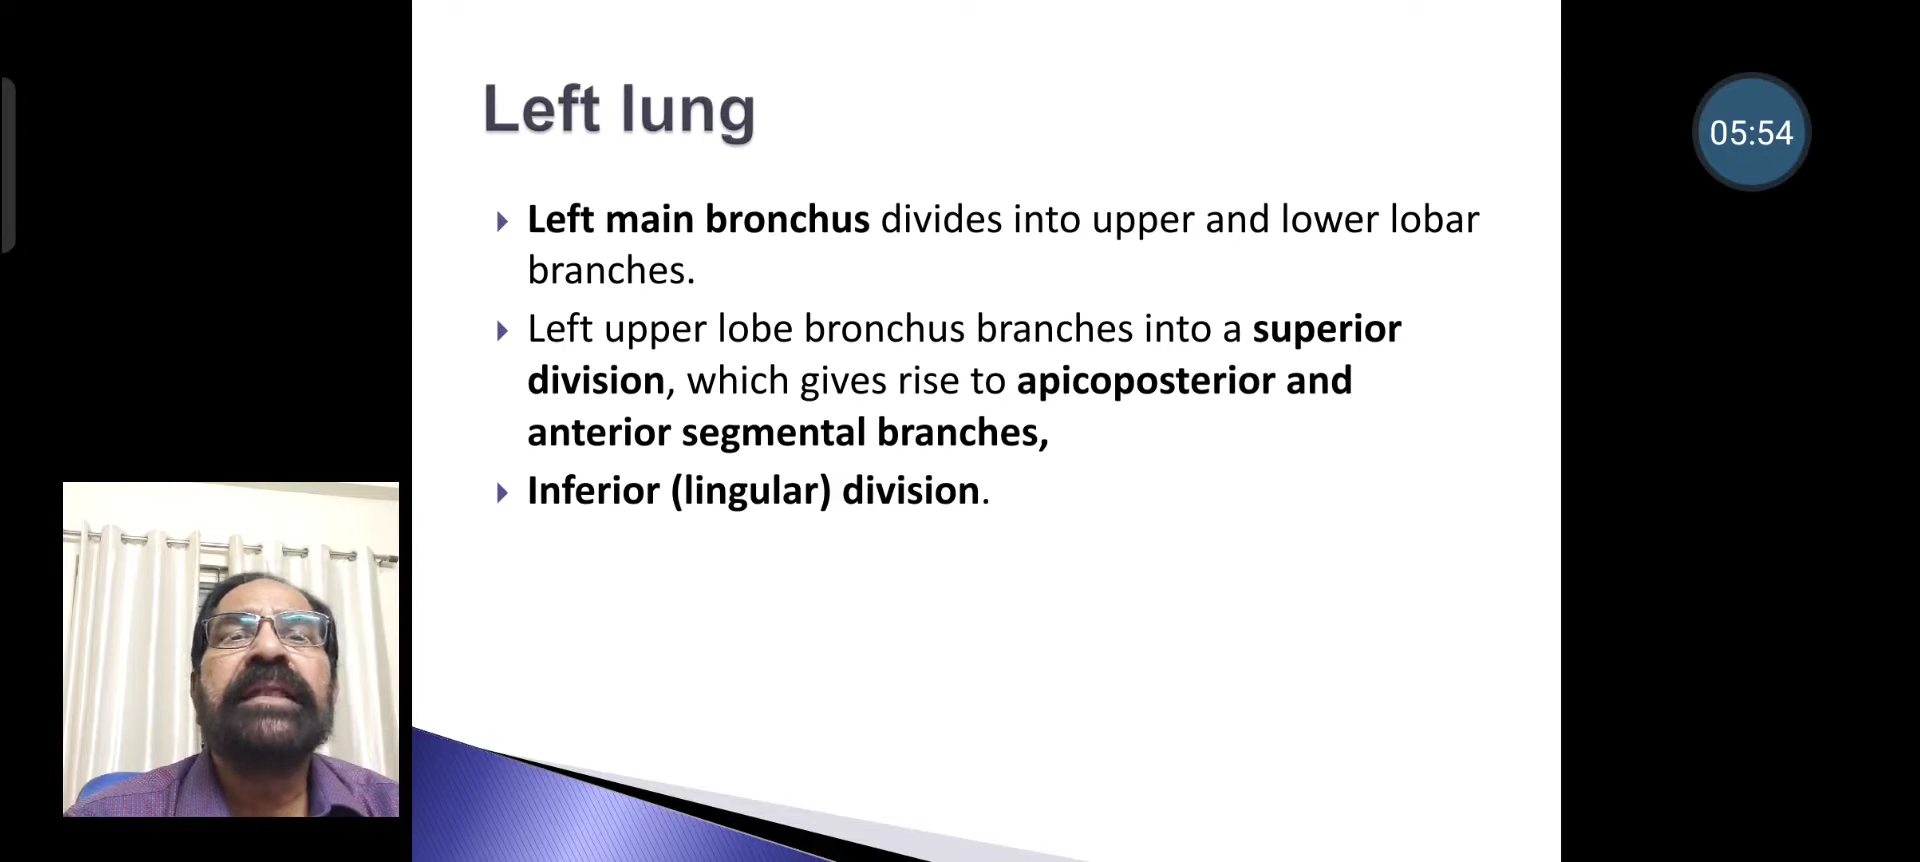 Left lung
Left main bronchus divides into upper and lower lobar
branches.
Left upper lobe bronchus branches into a superior
division, which gives rise to apicoposterior and
anterior segmental branches,
Inferior (lingular) division.
05:54